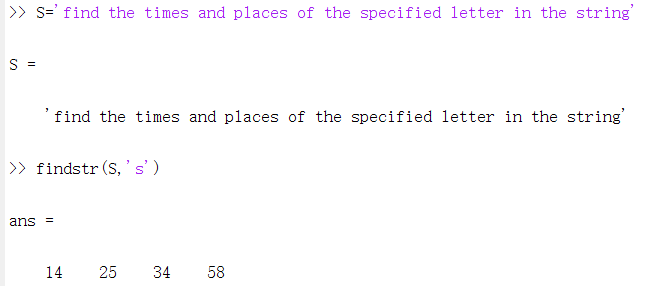 >> S='find the times and places of the specified letter in the string'
S =
'find the times and places of the specified letter in the string'
>> findstr(S,'s')
ans =
14 25 34 58